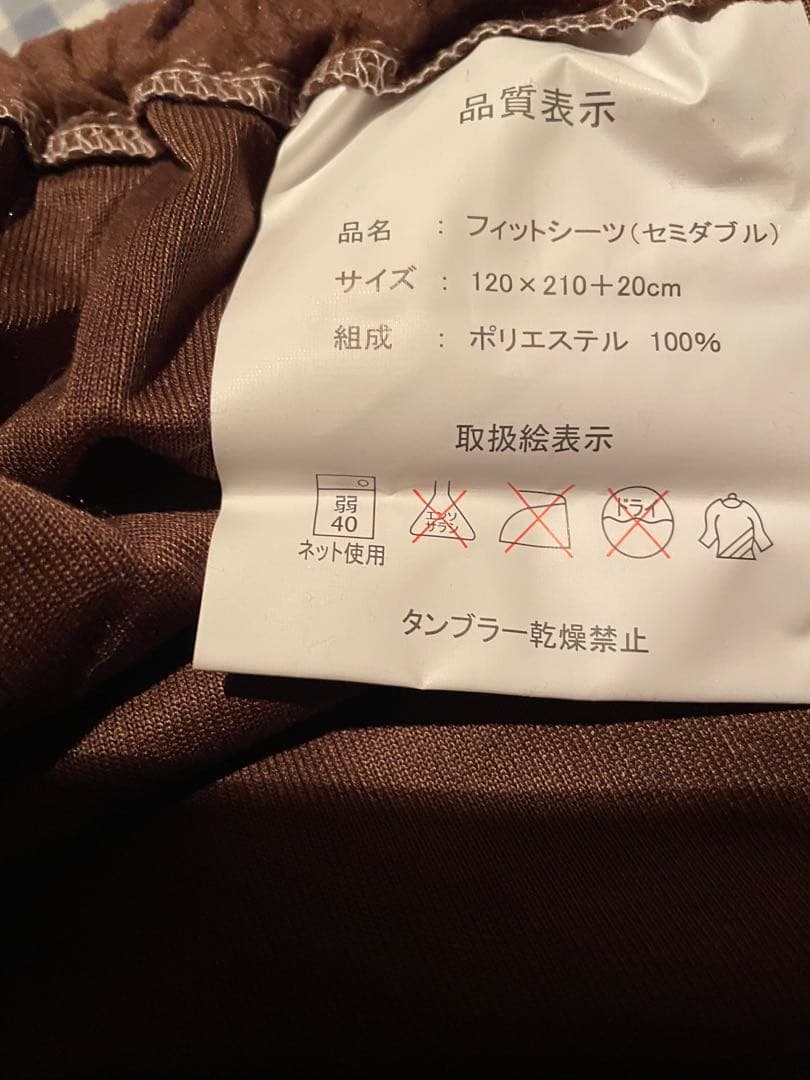 品質表示
品名 : フィットシーツ(セミダブル)
サイズ : 120×210+20cm
組成 : ポリエステル 100%
取扱絵表示
弱
40
エンソ
サラシ
ドライ
ネット使用
タンブラー乾燥禁止